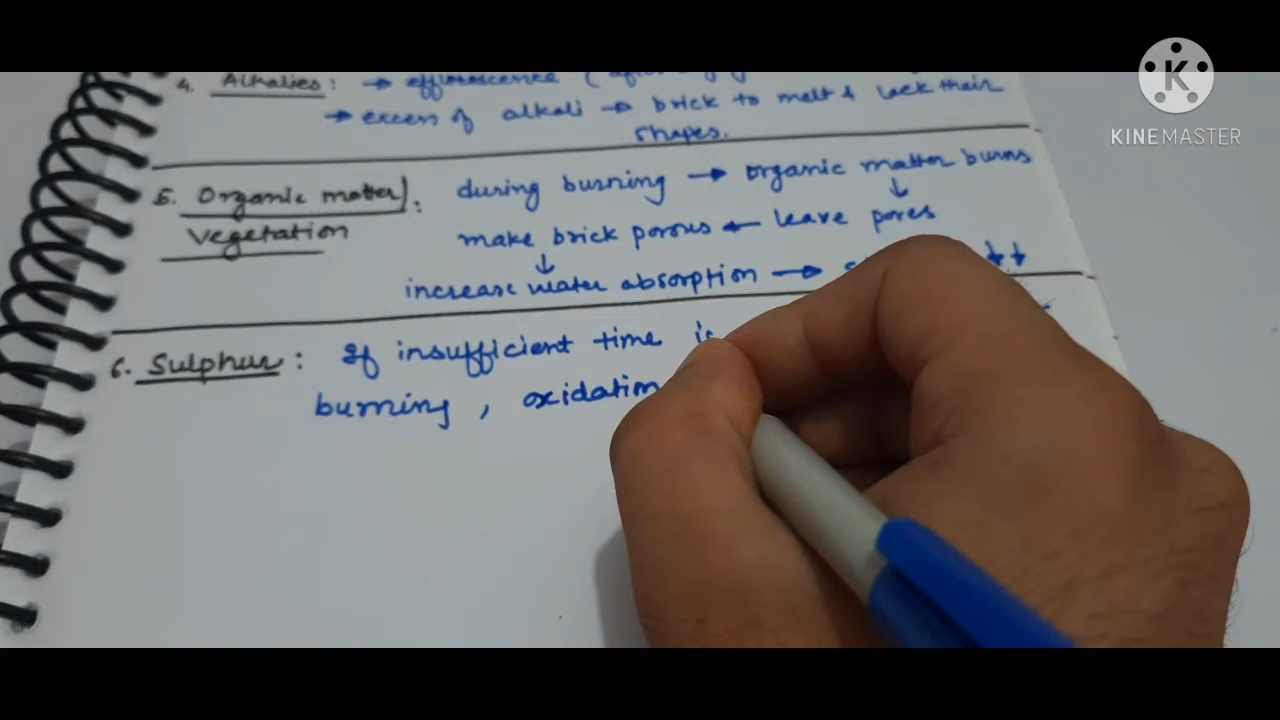 4. Alkalies: → efflorescence (
→ excess of alkali → brick to melt & lack their
shapes.
5. Organic matter : during burning → organic matter burns
↓
Vegetation make brick porous ← leave pores
↓
increase water absorption → ↓↓
6. Sulphur: If insufficient time is
burning, oxidation
KINEMASTER